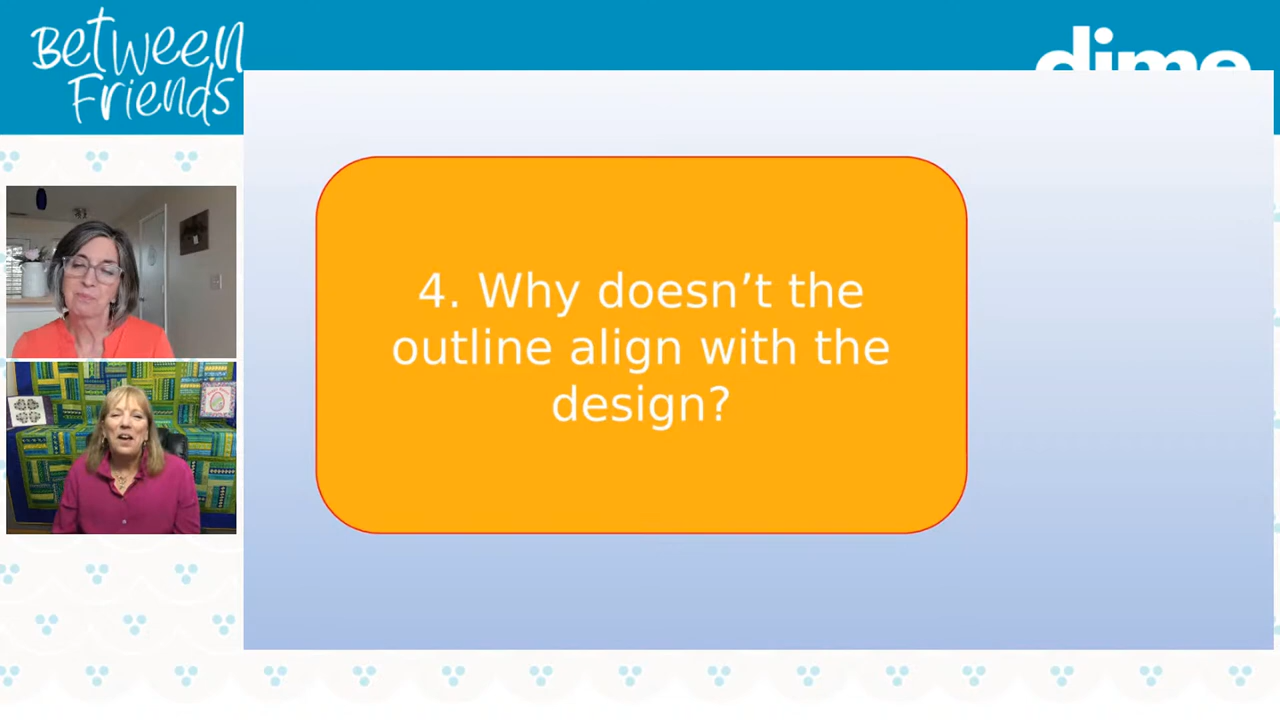 Between
Friends
dime
4. Why doesn’t the
outline align with the
design?